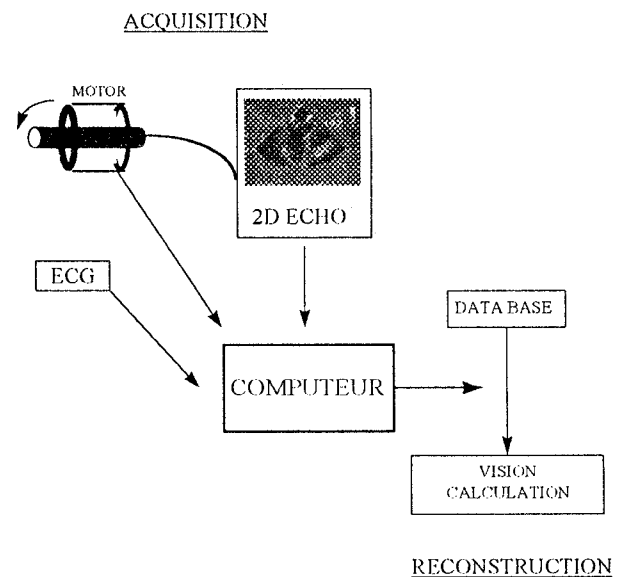 ACQUISITION
MOTOR
2D ECHO
ECG
DATA BASE
COMPUTEUR
VISION
CALCULATION
RECONSTRUCTION